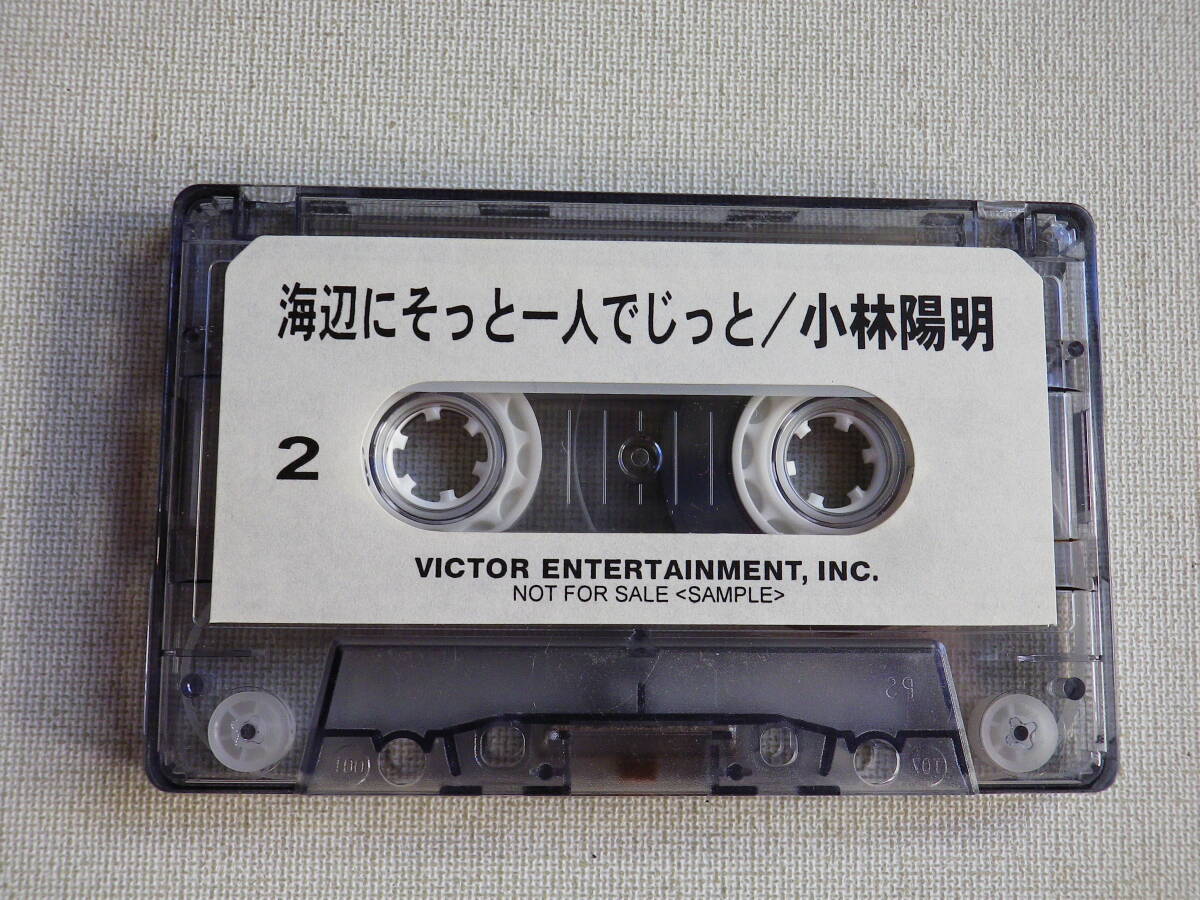 海辺にそっと一人でじっと／小林陽明
2
VICTOR ENTERTAINMENT, INC.
NOT FOR SALE <SAMPLE>